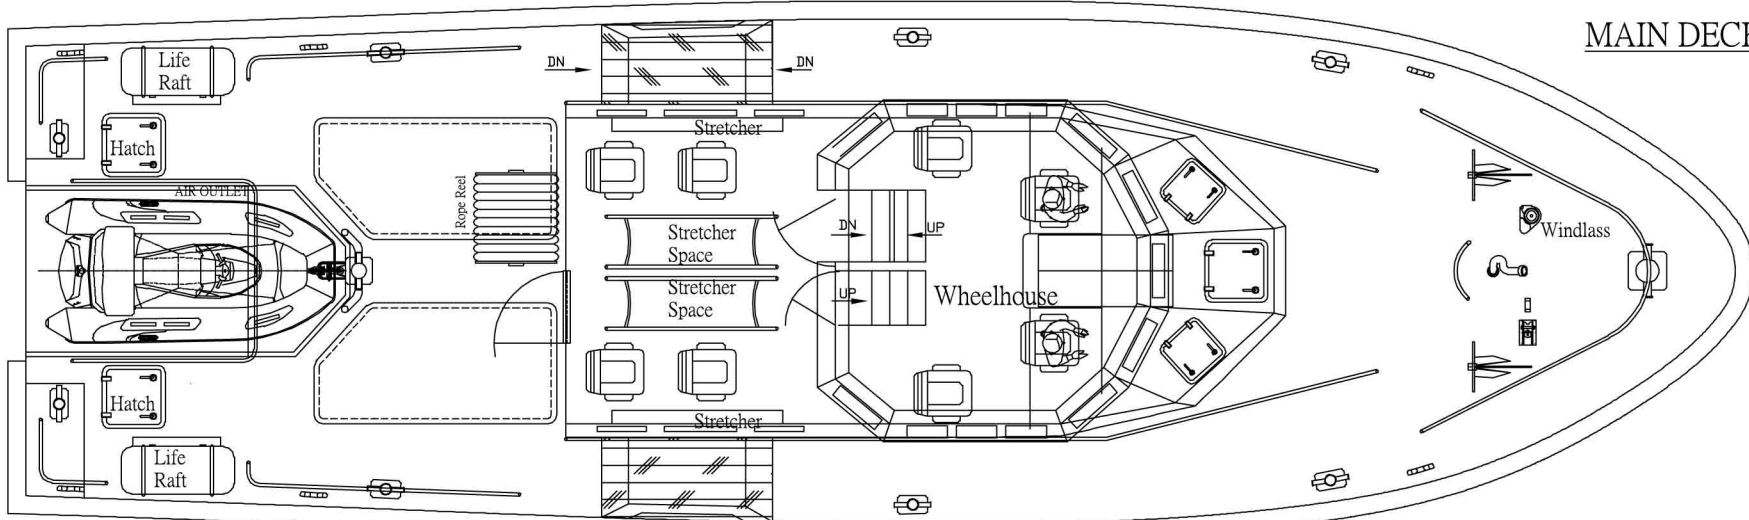 MAIN DECK
Life
Raft
DN
DN
Stretcher
Hatch
AIR OUTLET
Rope Reel
Stretcher
Space
DN
UP
Windlass
Stretcher
Space
UP
Wheelhouse
Hatch
Stretcher
Life
Raft